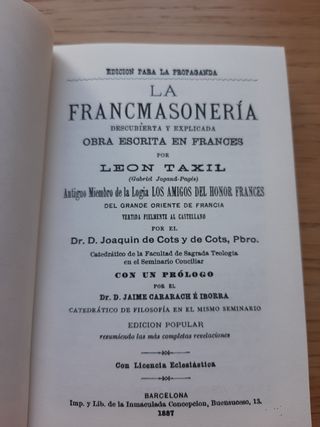 EDICION PARA LA PROPAGANDA
LA
FRANCMASONERÍA
DESCUBIERTA Y EXPLICADA
OBRA ESCRITA EN FRANCES
POR
LEON TAXIL
(Gabriel Jogand-Pagés)
Antiguo Miembro de la Logia LOS AMIGOS DEL HONOR FRANCES
DEL GRANDE ORIENTE DE FRANCIA
VERTIDA FIELMENTE AL CASTELLANO
POR EL
Dr. D. Joaquin de Cots y de Cots, Pbro.
Catedrático de la Facultad de Sagrada Teología
en el Seminario Conciliar
CON UN PRÓLOGO
POR EL
Dr. D. JAIME CARARACH É IBORRA
CATEDRÁTICO DE FILOSOFÍA EN EL MISMO SEMINARIO
EDICION POPULAR
resumiendo las más completas revelaciones
Con Licencia Eclesiástica
BARCELONA
Imp. y Lib. de la Inmaculada Concepcion, Buensuceso, 13.
1887